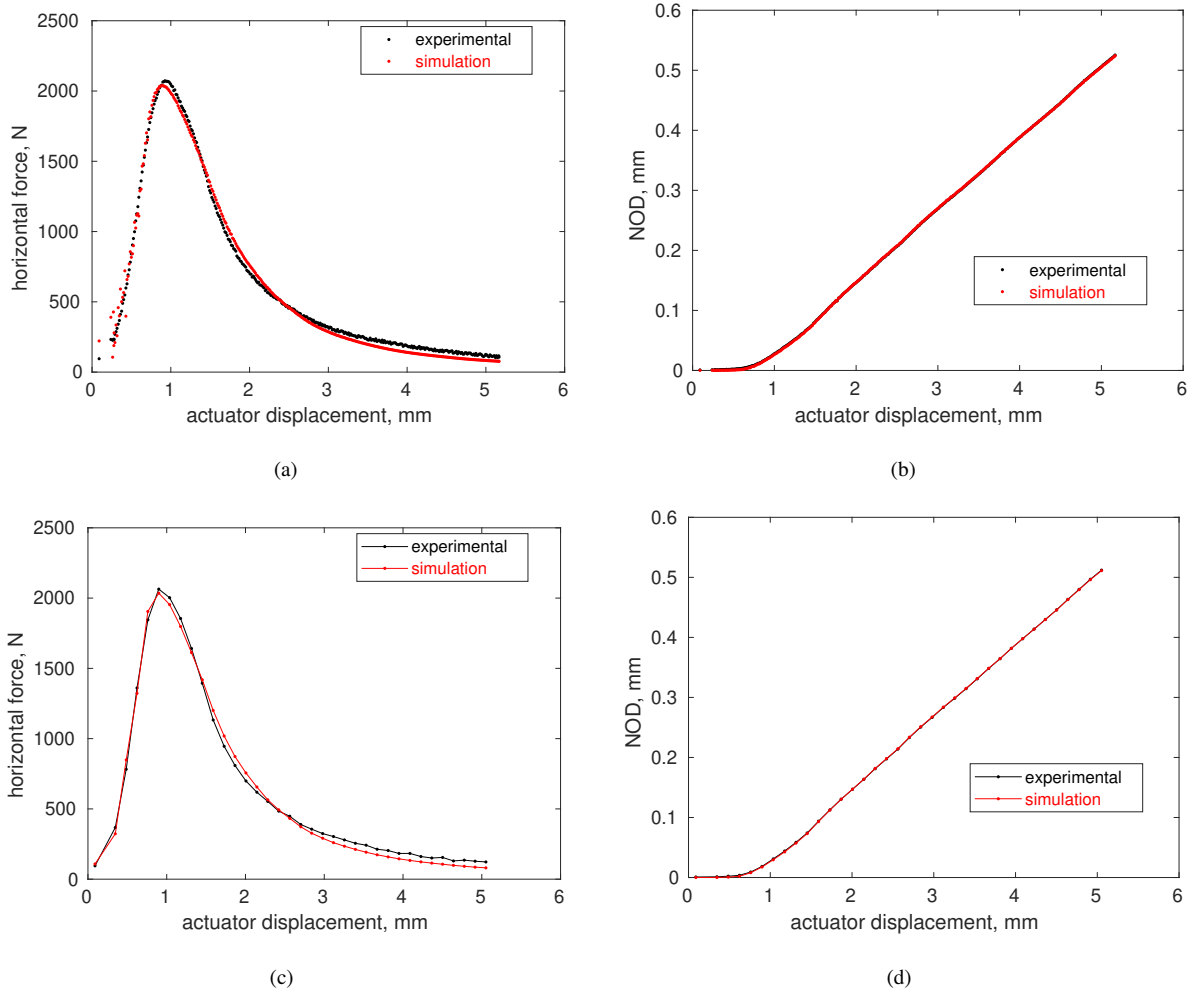 2500
2000
1500
1000
500
0
0 1 2 3 4 5 6
horizontal force, N
actuator displacement, mm
experimental
simulation
(a)
0.6
0.5
0.4
0.3
0.2
0.1
0
0 1 2 3 4 5 6
NOD, mm
actuator displacement, mm
experimental
simulation
(b)
2500
2000
1500
1000
500
0
0 1 2 3 4 5 6
horizontal force, N
actuator displacement, mm
experimental
simulation
(c)
0.6
0.5
0.4
0.3
0.2
0.1
0
0 1 2 3 4 5 6
NOD, mm
actuator displacement, mm
experimental
simulation
(d)